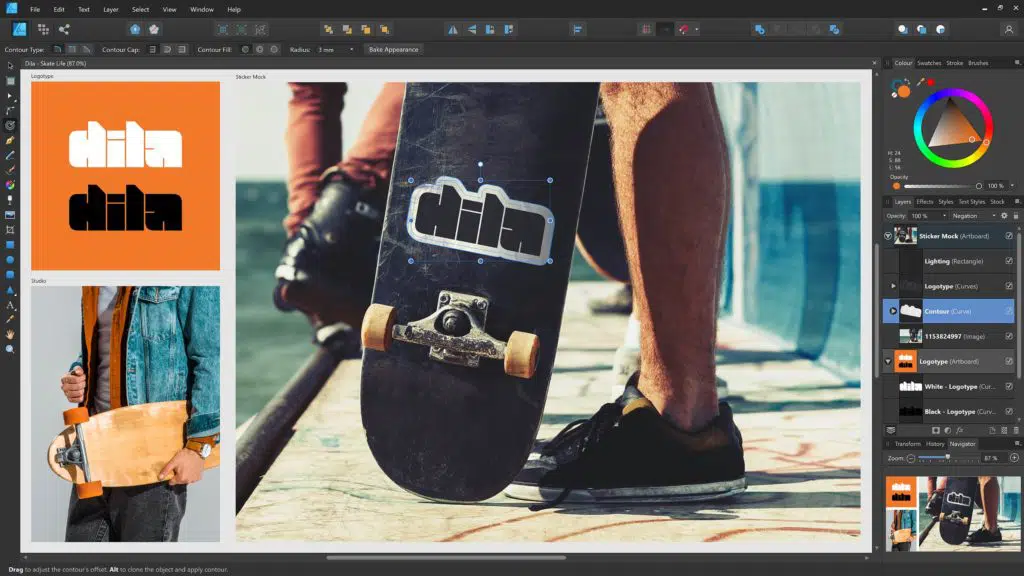 File Edit Text Layer Select View Window Help
Contour Type: Contour Cap: Contour Fill: Radius: 3 mm Bake Appearance
Dila - Skate Life (87.0%)
Logotype
Sticker Mock
dila
dila
dila
Studio
Colour Swatches Stroke Brushes
H: 24
S: 88
L: 56
Opacity
100 %
Layers Effects Styles Text Styles Stock
Opacity: 100 % Negation
Sticker Mock (Artboard)
Lighting (Rectangle)
Logotype (Curves)
Contour (Curve)
1153824997 (Image)
Logotype (Artboard)
White - Logotype (Cur...
Black - Logotype (Curv...
Transform History Navigator
Zoom: 87 %
Drag to adjust the contour's offset. Alt to clone the object and apply contour.